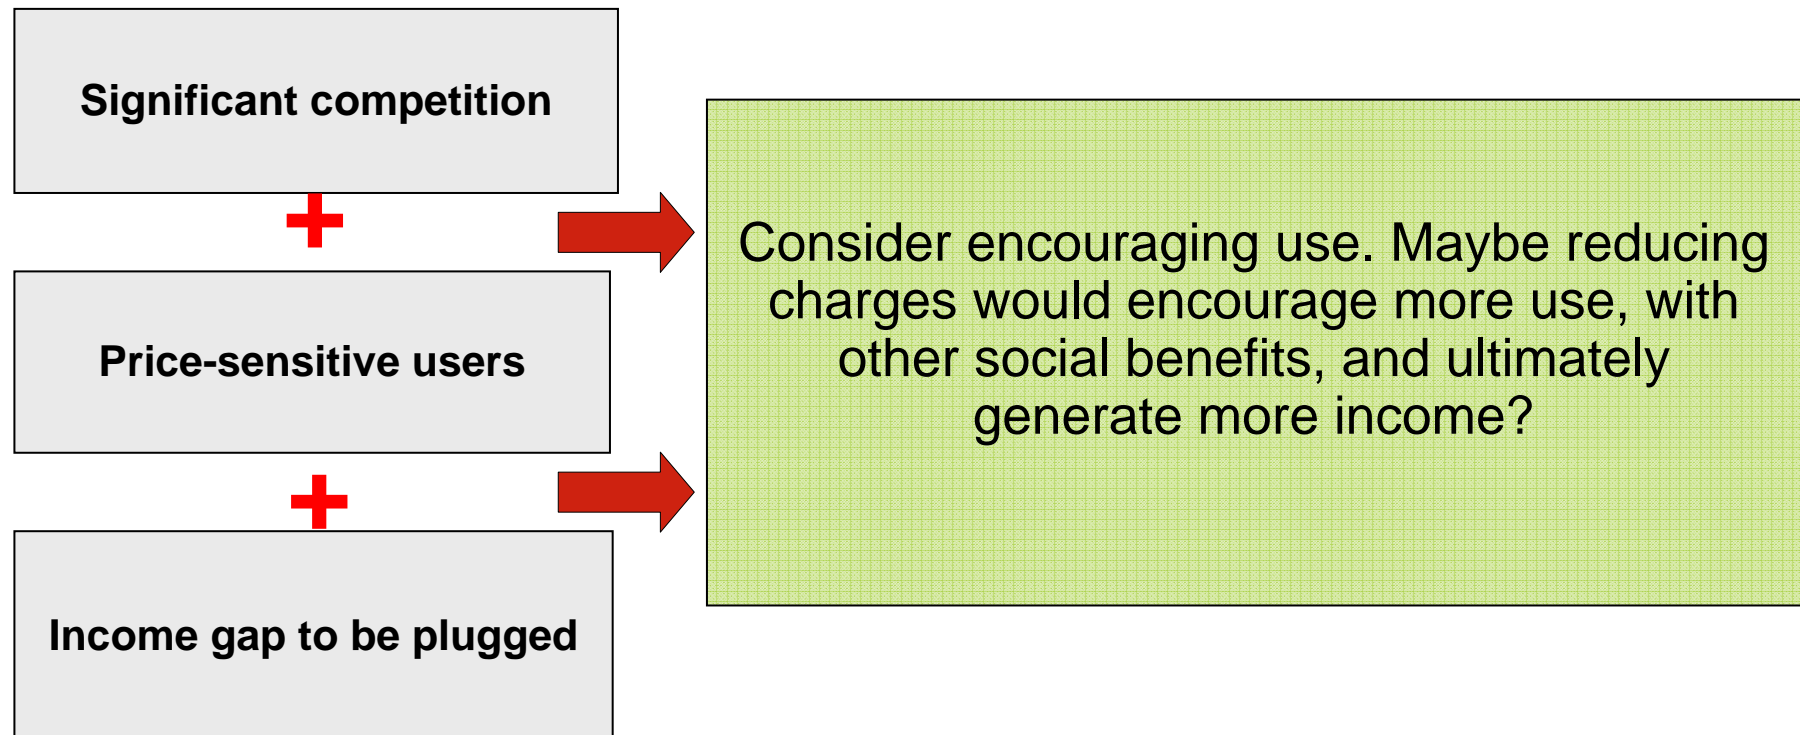 Significant competition
+
Price-sensitive users
+
Income gap to be plugged
Consider encouraging use. Maybe reducing
charges would encourage more use, with
other social benefits, and ultimately
generate more income?